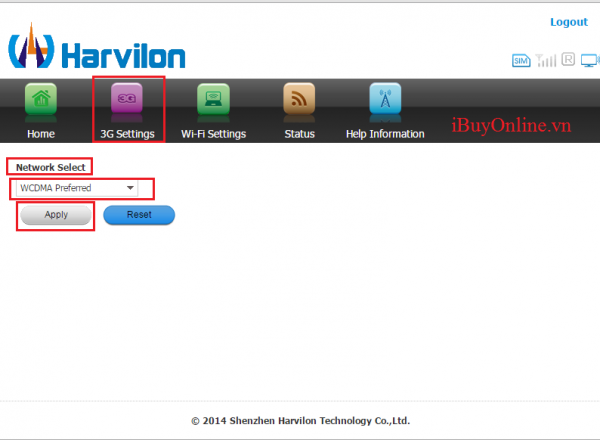 Logout
Harvilon
SIM
R
3G
Home
3G Settings
Wi-Fi Settings
Status
Help Information
iBuyOnline.vn
Network Select
WCDMA Preferred
Apply
Reset
© 2014 Shenzhen Harvilon Technology Co.,Ltd.